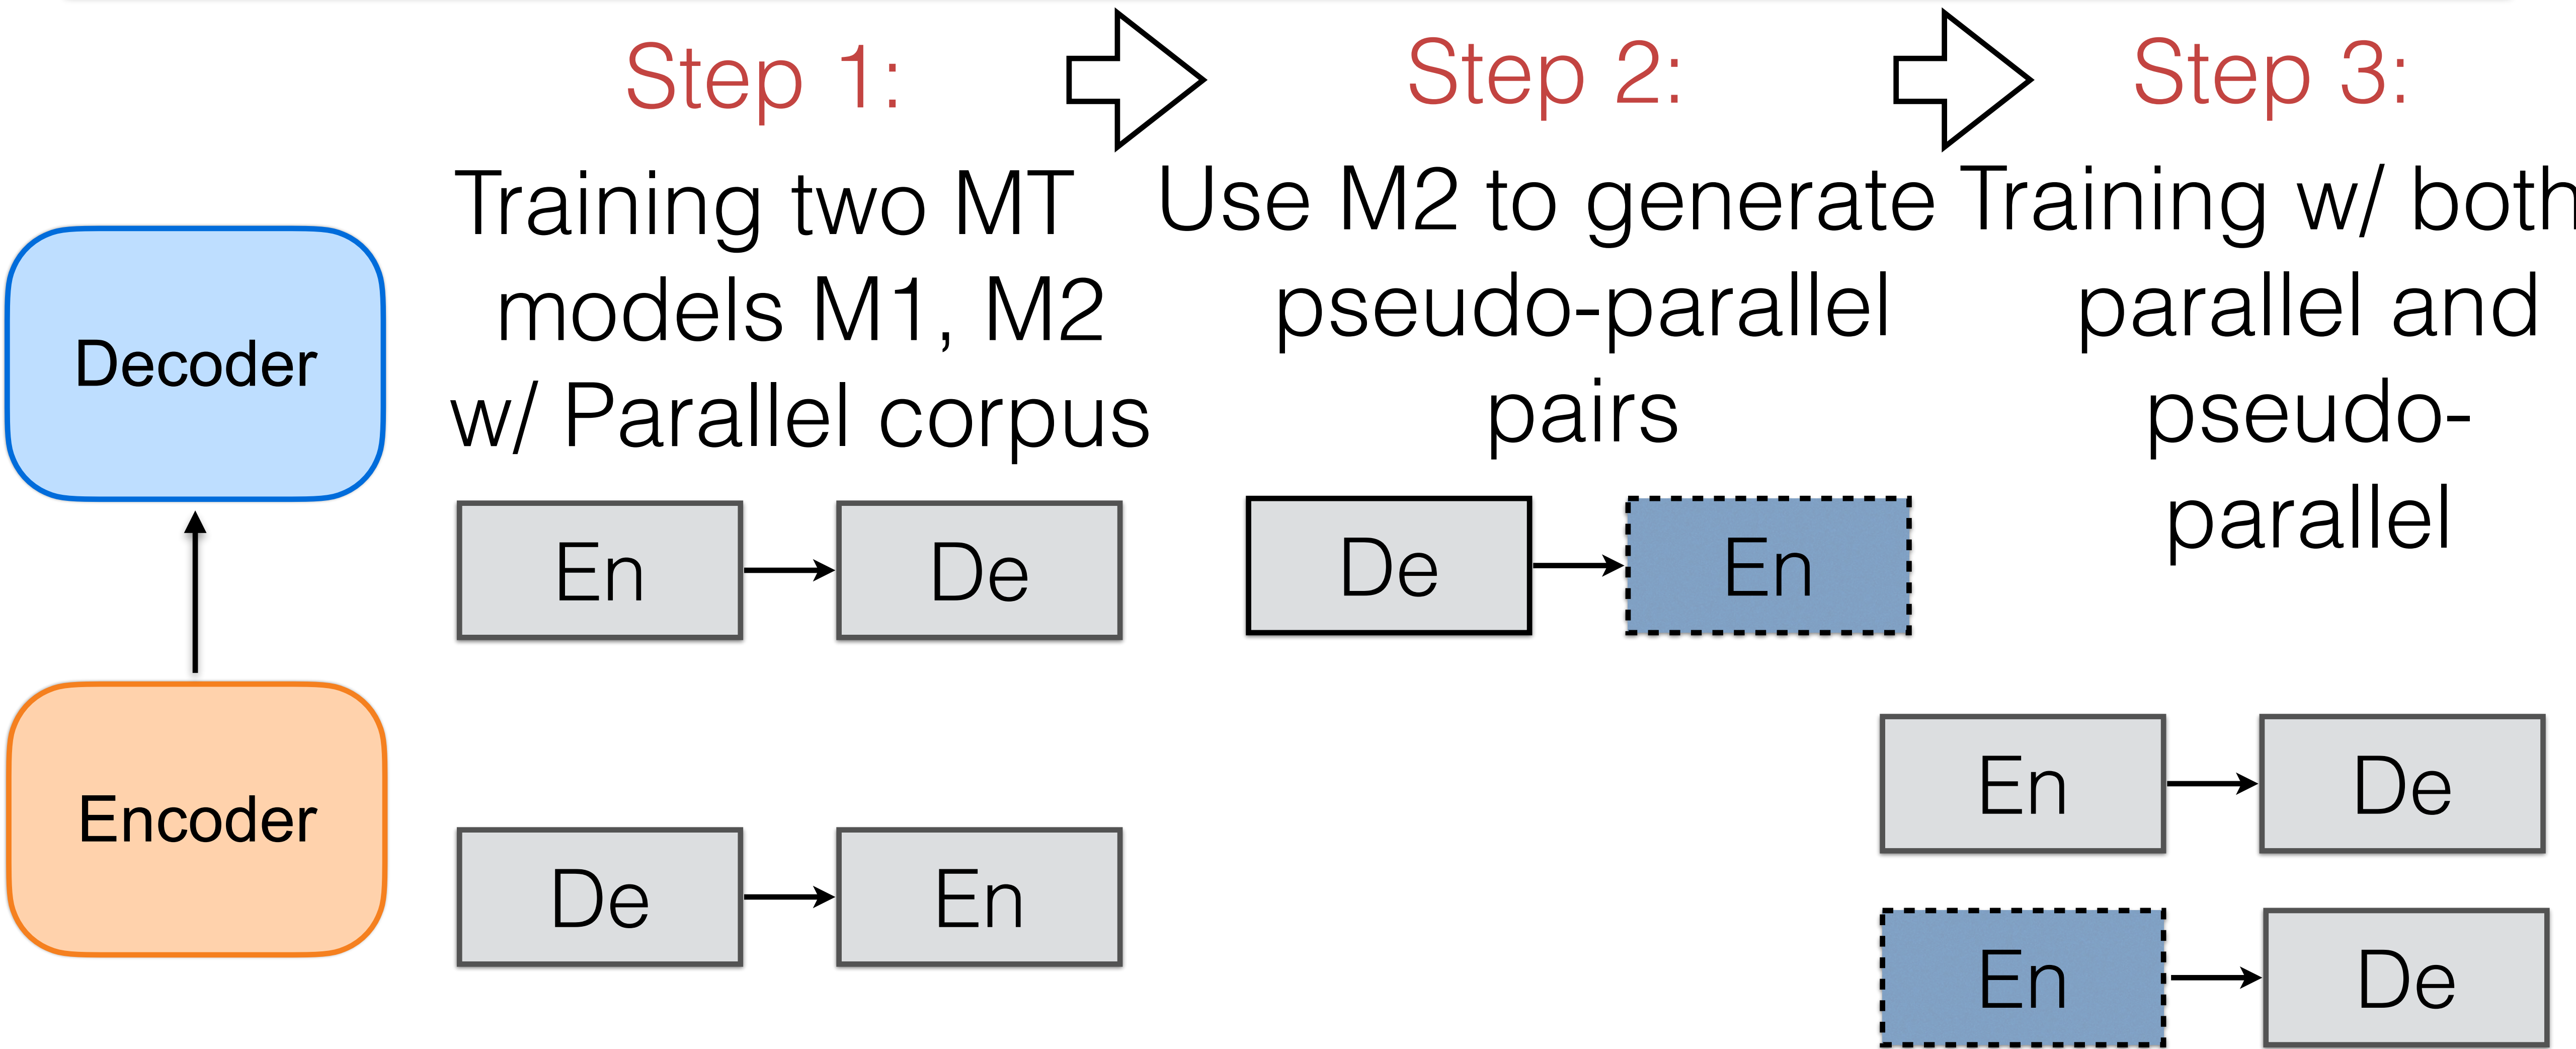 Step 1:
Training two MT
models M1, M2
w/ Parallel corpus
Step 2:
Use M2 to generate
pseudo-parallel
pairs
Step 3:
Training w/ both
parallel and
pseudo-
parallel
Decoder
Encoder
En
De
De
En
De
En
En
De
En
De